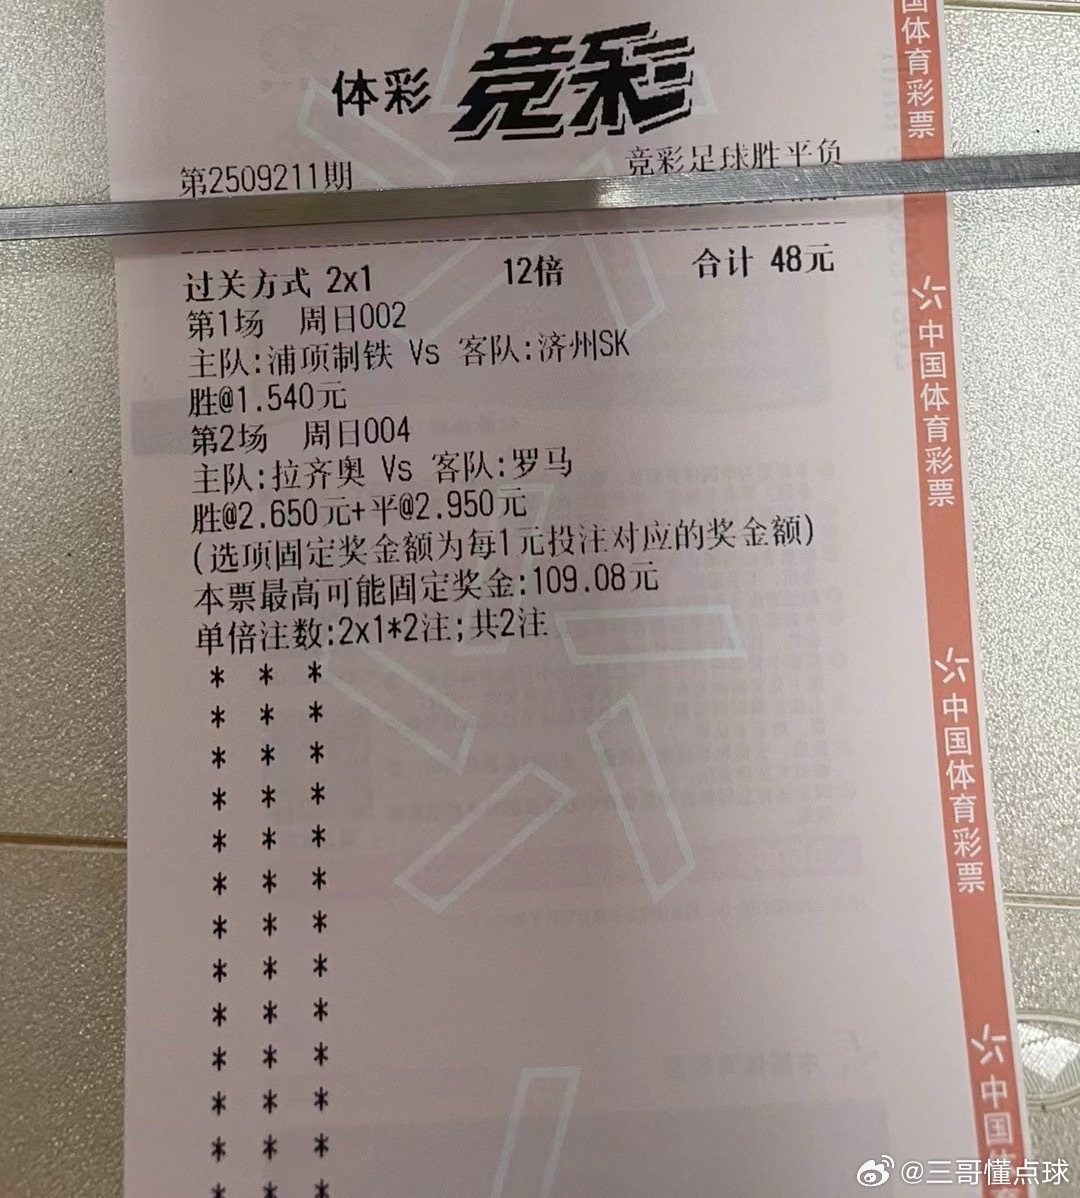 体彩 竞彩
第2509211期 竞彩足球胜平负
过关方式 2x1 12倍 合计 48元
第1场 周日002
主队:浦项制铁 Vs 客队:济州SK
胜@1.540元
第2场 周日004
主队:拉齐奥 Vs 客队:罗马
胜@2.650元+平@2.950元
(选项固定奖金额为每1元投注对应的奖金额)
本票最高可能固定奖金:109.08元
单倍注数:2x1*2注;共2注
* * *
* * *
* * *
* * *
* * *
* * *
* * *
* * *
* * *
* * *
* * *
* * *
* * *
国体育彩票
中国体育彩票
中国体育彩票
中国体
@三哥懂点球